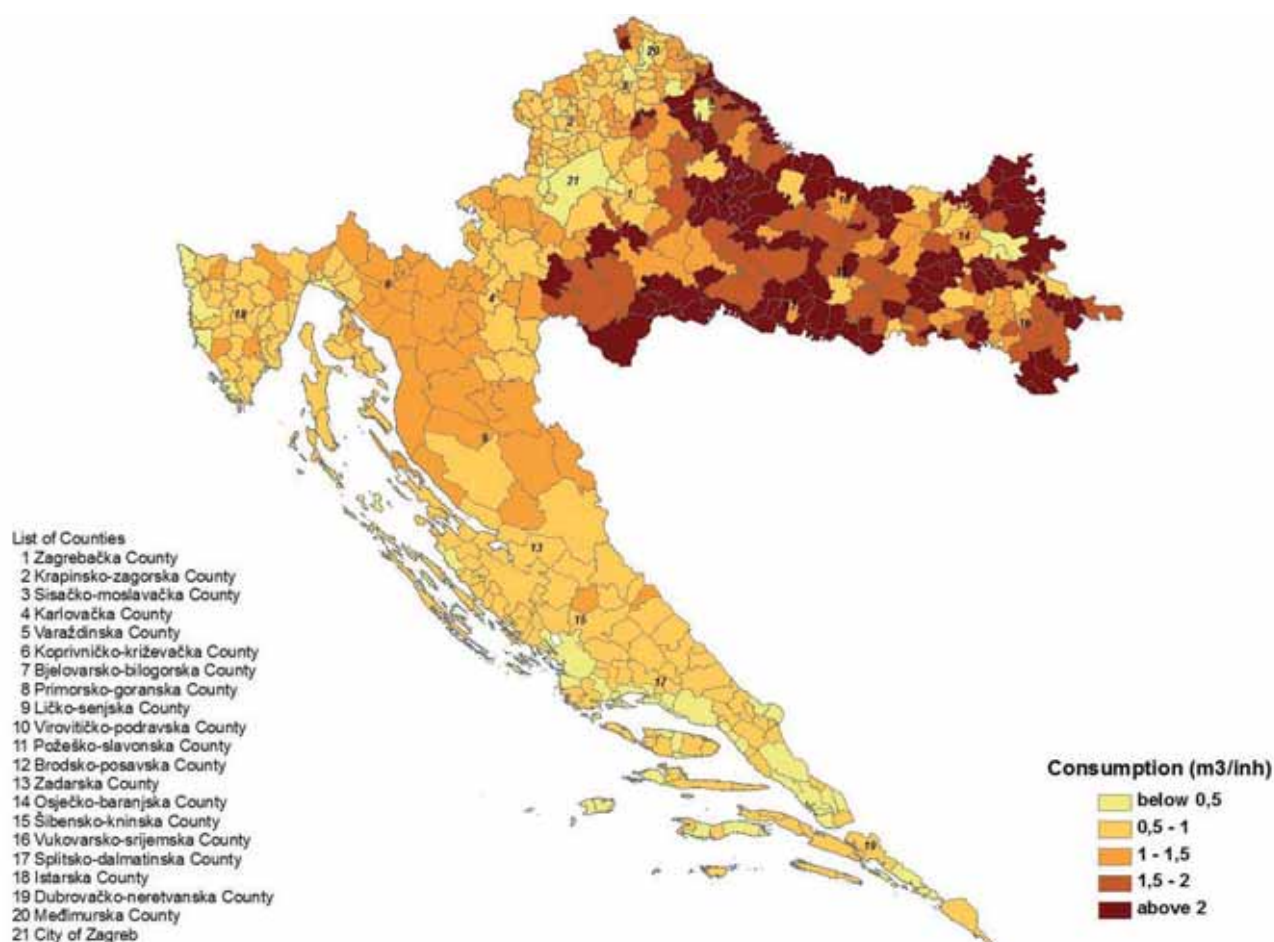 20
5
2
21
1
10
14
16
4
18
9
13
15
17
19
List of Counties
1 Zagrebačka County
2 Krapinsko-zagorska County
3 Sisačko-moslavačka County
4 Karlovačka County
5 Varaždinska County
6 Koprivničko-križevačka County
7 Bjelovarsko-bilogorska County
8 Primorsko-goranska County
9 Ličko-senjska County
10 Virovitičko-podravska County
11 Požeško-slavonska County
12 Brodsko-posavska County
13 Zadarska County
14 Osječko-baranjska County
15 Šibensko-kninska County
16 Vukovarsko-srijemska County
17 Splitsko-dalmatinska County
18 Istarska County
19 Dubrovačko-neretvanska County
20 Međimurska County
21 City of Zagreb
Consumption (m3/inh)
below 0,5
0,5 - 1
1 - 1,5
1,5 - 2
above 2